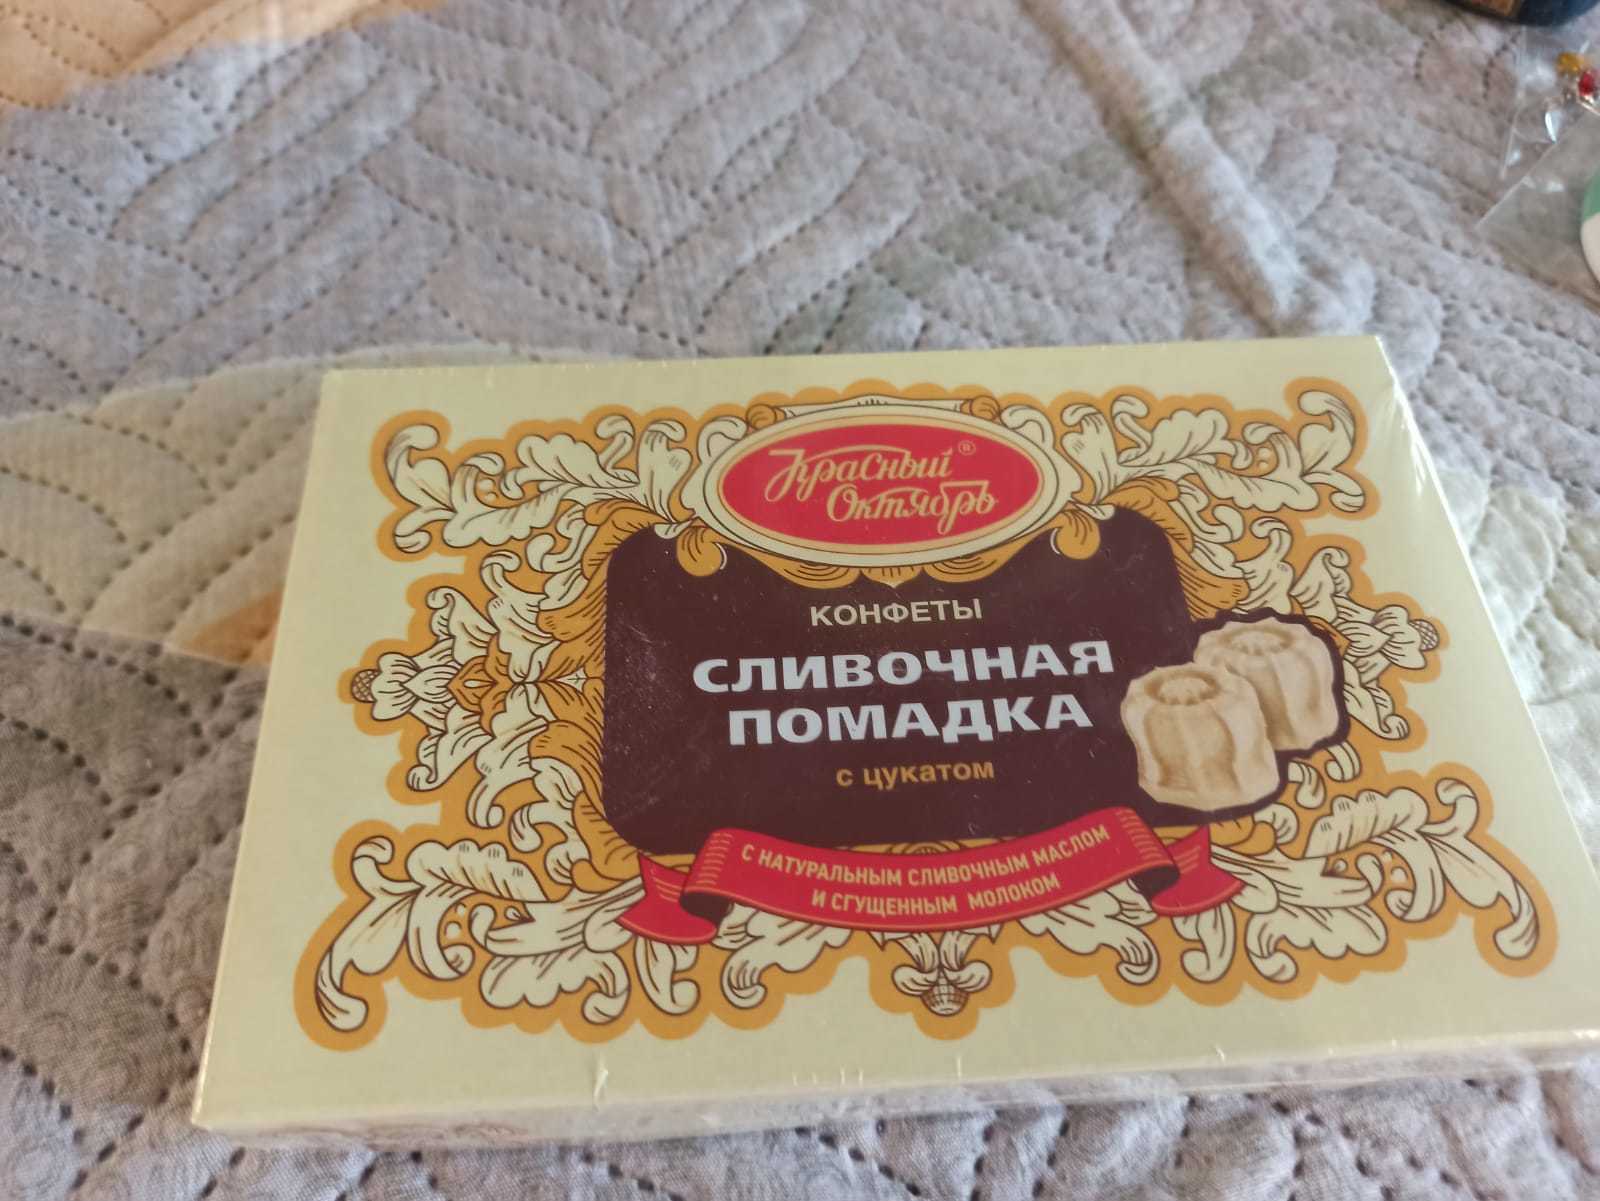 Красный®
Октябрь
КОНФЕТЫ
СЛИВОЧНАЯ
ПОМАДКА
с цукатом
С НАТУРАЛЬНЫМ СЛИВОЧНЫМ МАСЛОМ
И СГУЩЕННЫМ МОЛОКОМ